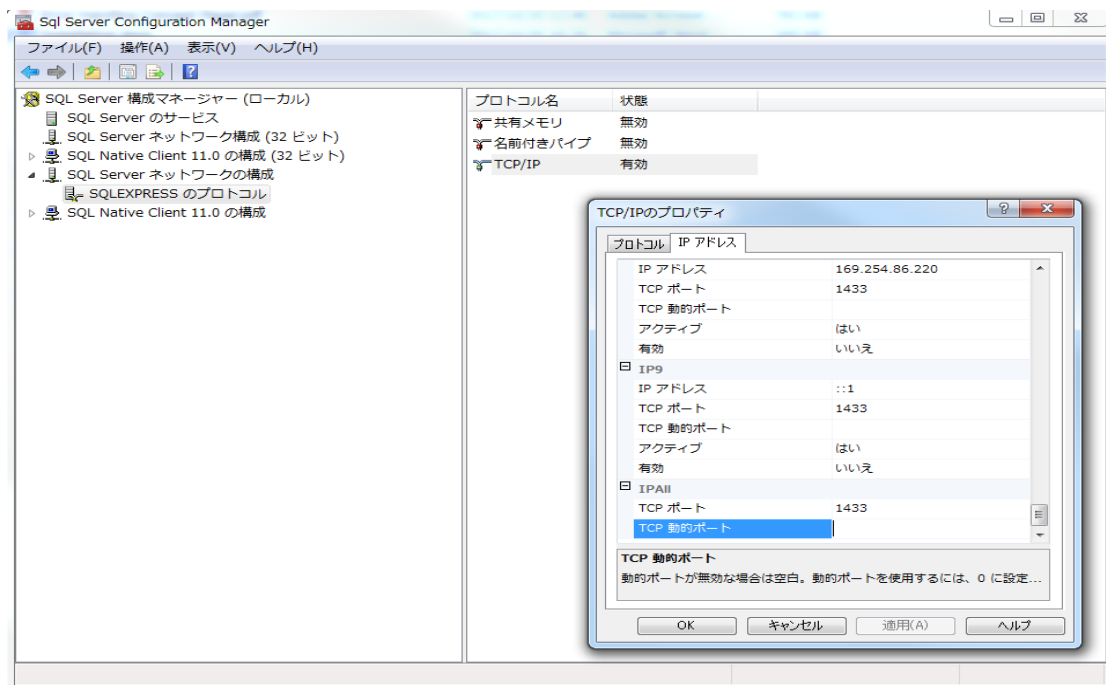 Sql Server Configuration Manager
ファイル(F) 操作(A) 表示(V) ヘルプ(H)
SQL Server 構成マネージャー (ローカル)
SQL Server のサービス
SQL Server ネットワーク構成 (32 ビット)
SQL Native Client 11.0 の構成 (32 ビット)
SQL Server ネットワークの構成
SQLEXPRESS のプロトコル
SQL Native Client 11.0 の構成
プロトコル名 状態
共有メモリ 無効
名前付きパイプ 無効
TCP/IP 有効
TCP/IPのプロパティ
プロトコル IP アドレス
IP アドレス 169.254.86.220
TCP ポート 1433
TCP 動的ポート
アクティブ はい
有効 いいえ
IP9
IP アドレス ::1
TCP ポート 1433
TCP 動的ポート
アクティブ はい
有効 いいえ
IPAll
TCP ポート 1433
TCP 動的ポート
TCP 動的ポート
動的ポートが無効な場合は空白。動的ポートを使用するには、0 に設定...
OK キャンセル 適用(A) ヘルプ